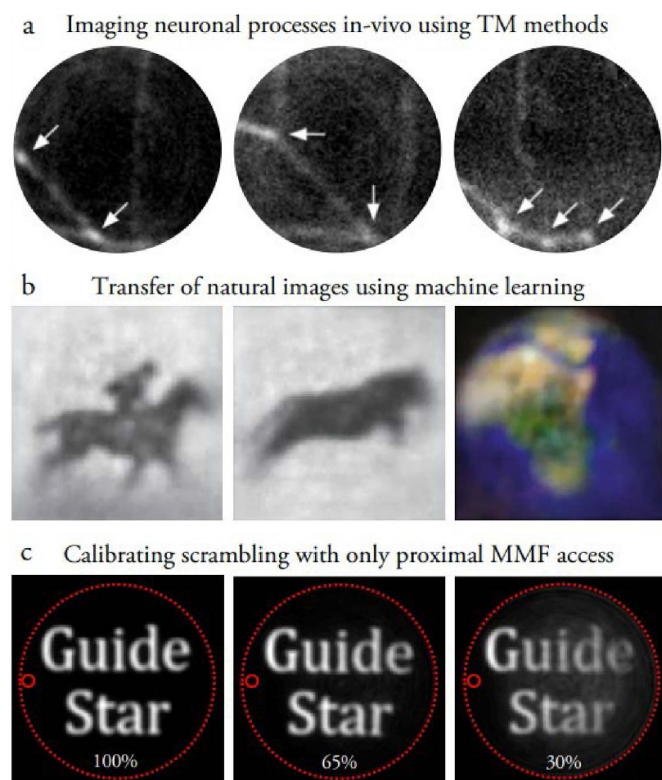 a Imaging neuronal processes in-vivo using TM methods
b Transfer of natural images using machine learning
c Calibrating scrambling with only proximal MMF access
Guide
Star
100%
Guide
Star
65%
Guide
Star
30%